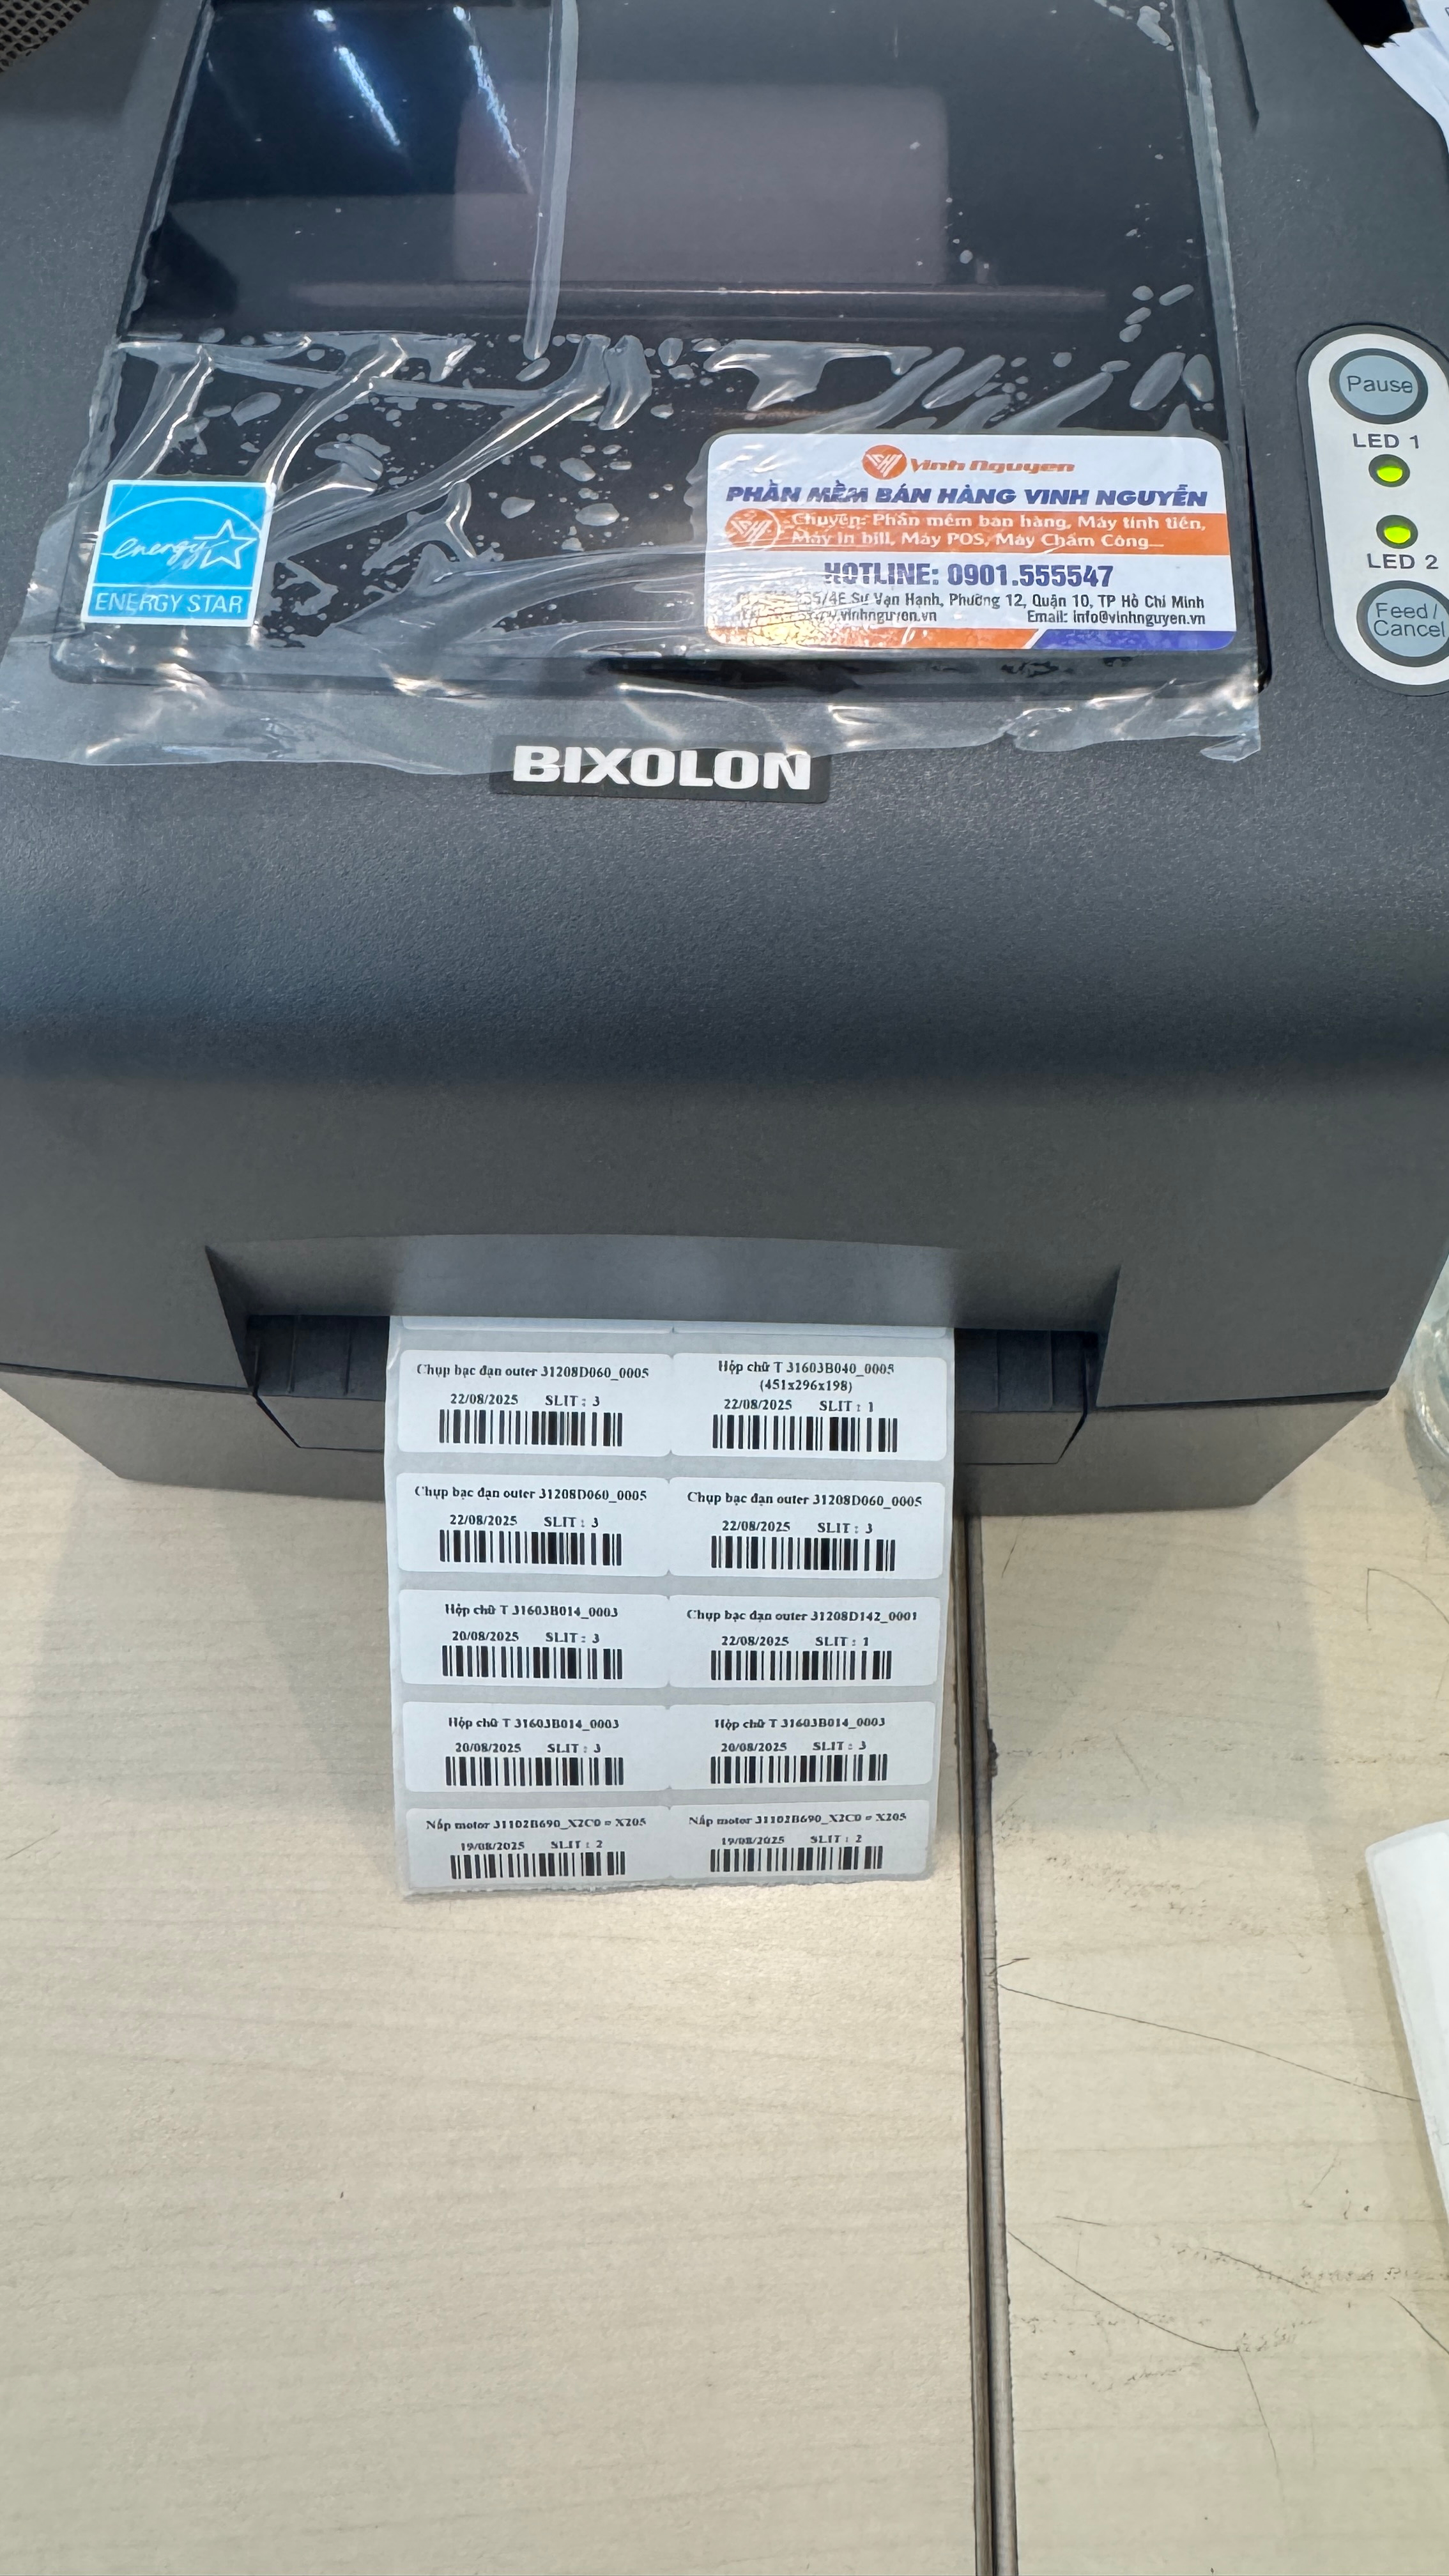 Pause
LED 1
LED 2
Feed /
Cancel
energy
ENERGY STAR
Vinh Nguyen
PHẦN MỀM BÁN HÀNG VINH NGUYỄN
Chuyên: Phần mềm bán hàng, Máy tính tiền,
Máy in bill, Máy POS, Máy Chấm Công...
HOTLINE: 0901.555547
Sư Vạn Hạnh, Phường 12, Quận 10, TP Hồ Chí Minh
.vinhnguyen.vn Email: info@vinhnguyen.vn
BIXOLON
Chụp bạc đạn outer 31208D060_0005
22/08/2025 SLIT : 3
Hộp chữ T 31603B040_0005
(451x296x198)
22/08/2025 SLIT : 1
Chụp bạc đạn outer 31208D060_0005
22/08/2025 SLIT : 3
Chụp bạc đạn outer 31208D060_0005
22/08/2025 SLIT : 3
Hộp chữ T 31603B014_0003
20/08/2025 SLIT : 3
Chụp bạc đạn outer 31208D142_0001
22/08/2025 SLIT : 1
Hộp chữ T 31603B014_0003
20/08/2025 SLIT : 3
Hộp chữ T 31603B014_0003
20/08/2025 SLIT : 3
Nắp motor 31102B690_X2C0 = X205
19/08/2025 SLIT : 2
Nắp motor 31102B690_X2C0 = X205
19/08/2025 SLIT : 2